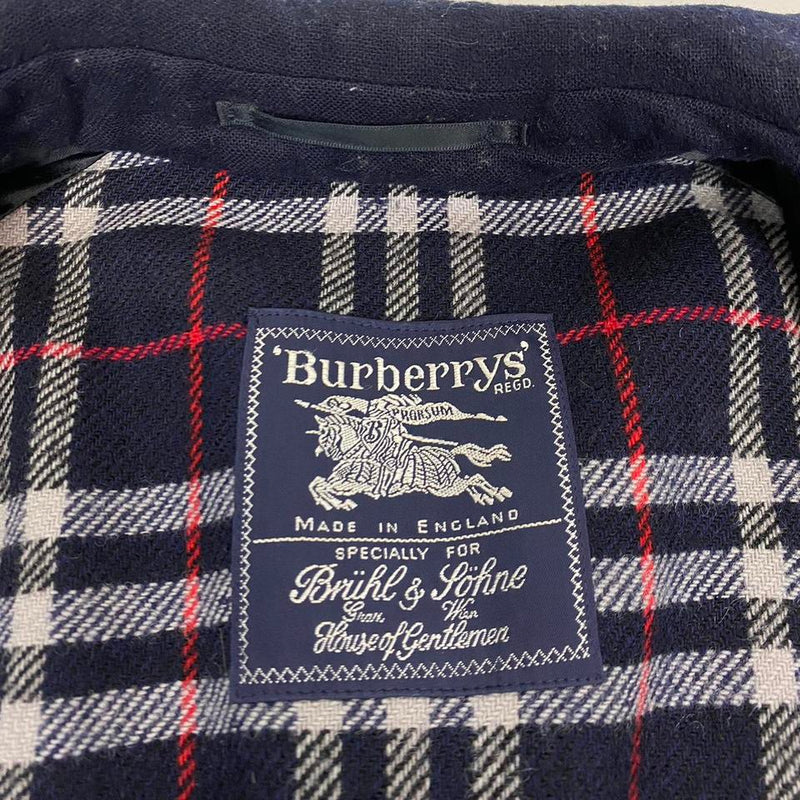 'Burberrys'
REGD.
PRORSUM
B
MADE IN ENGLAND
SPECIALLY FOR
Brühl & Söhne
Graz, Wien
House of Gentlemen